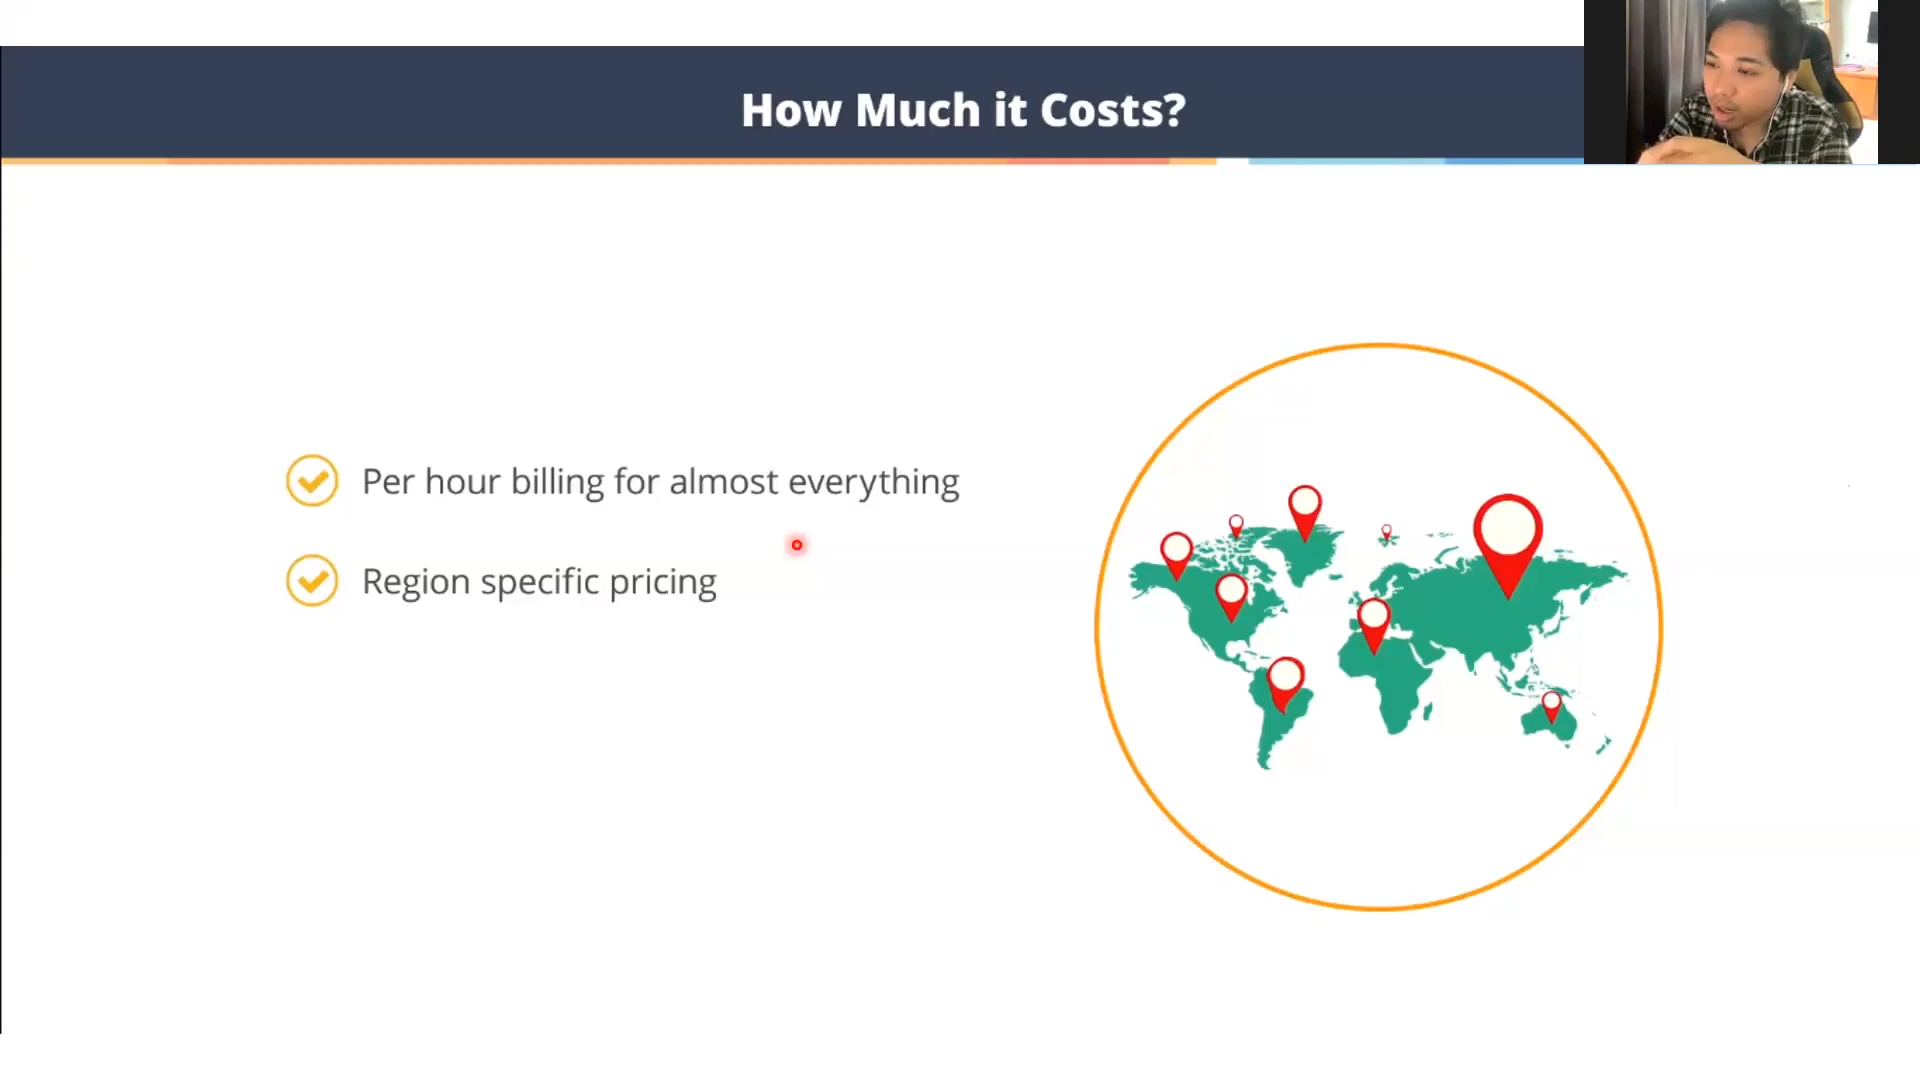 How Much it Costs?
Per hour billing for almost everything
Region specific pricing